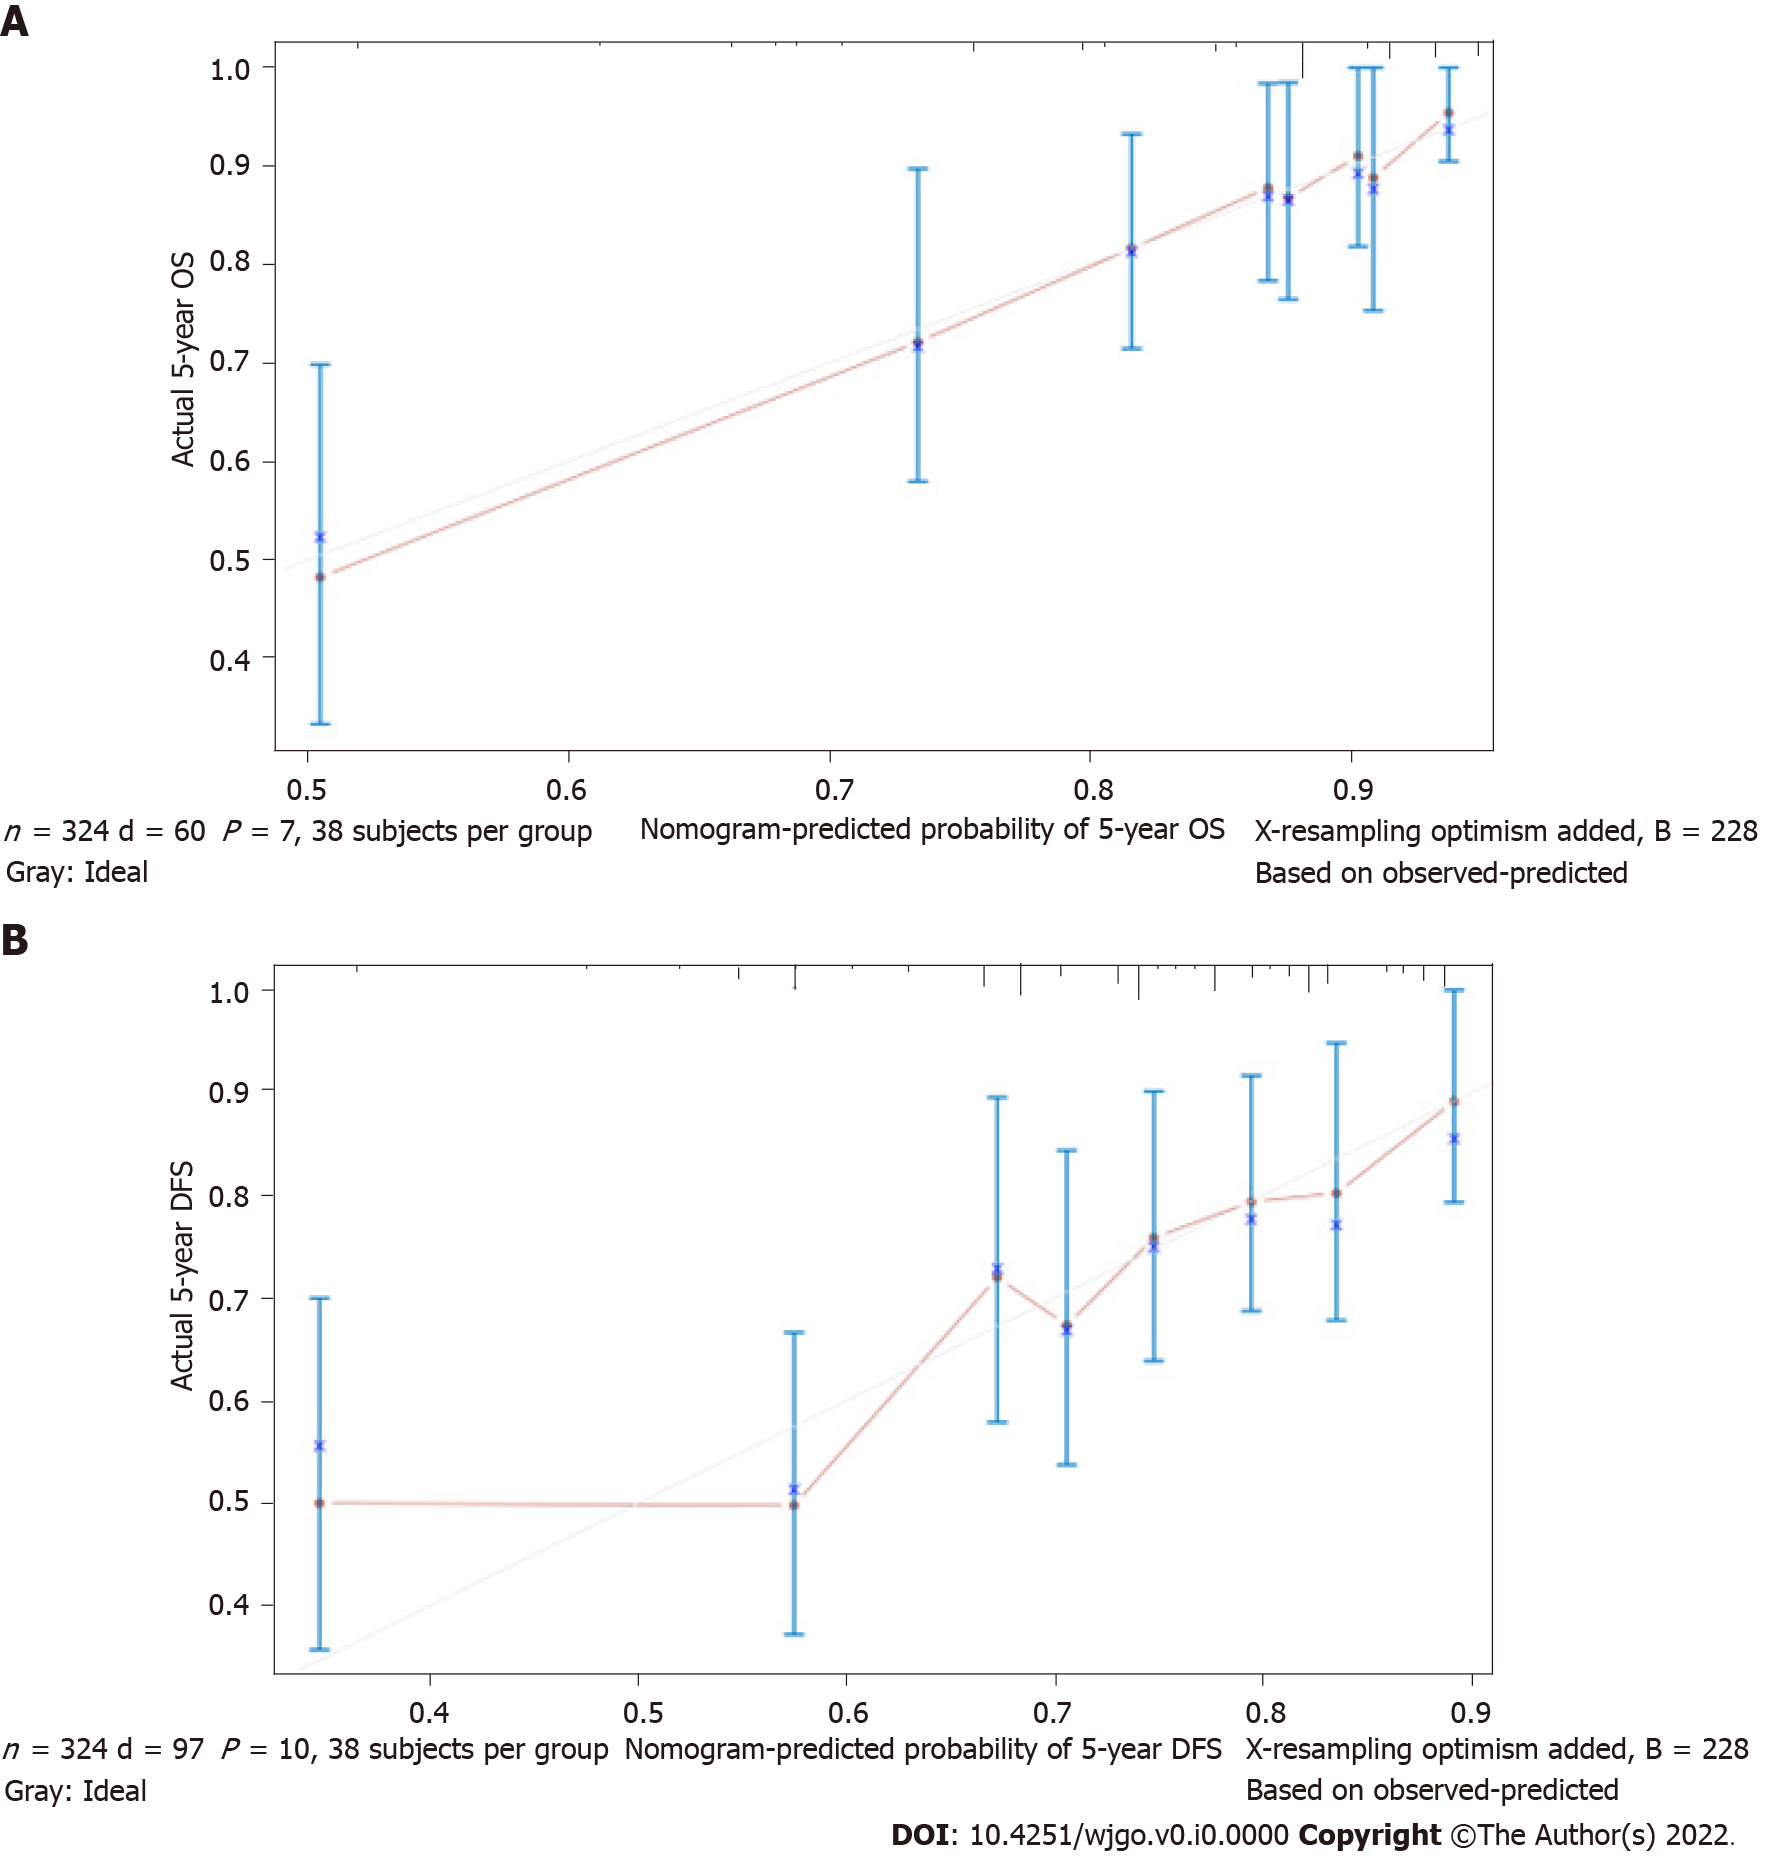 A
1.0
0.9
0.8
0.7
0.6
0.5
0.4
Actual 5-year OS
0.5 0.6 0.7 0.8 0.9
n = 324 d = 60 P = 7, 38 subjects per group Nomogram-predicted probability of 5-year OS X-resampling optimism added, B = 228
Gray: Ideal Based on observed-predicted
B
1.0
0.9
0.8
0.7
0.6
0.5
0.4
Actual 5-year DFS
0.4 0.5 0.6 0.7 0.8 0.9
n = 324 d = 97 P = 10, 38 subjects per group Nomogram-predicted probability of 5-year DFS X-resampling optimism added, B = 228
Gray: Ideal Based on observed-predicted
DOI: 10.4251/wjgo.v0.i0.0000 Copyright ©The Author(s) 2022.